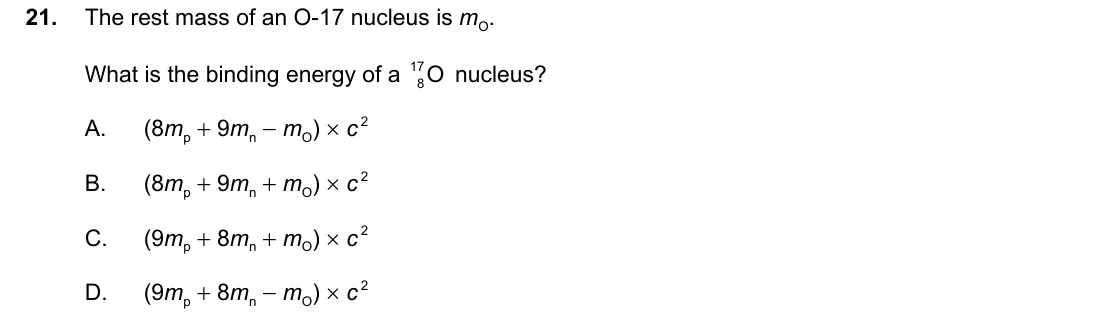 21. The rest mass of an O-17 nucleus is m_O.
What is the binding energy of a ¹⁷₈O nucleus?
A. (8m_p + 9m_n − m_O) × c²
B. (8m_p + 9m_n + m_O) × c²
C. (9m_p + 8m_n + m_O) × c²
D. (9m_p + 8m_n − m_O) × c²